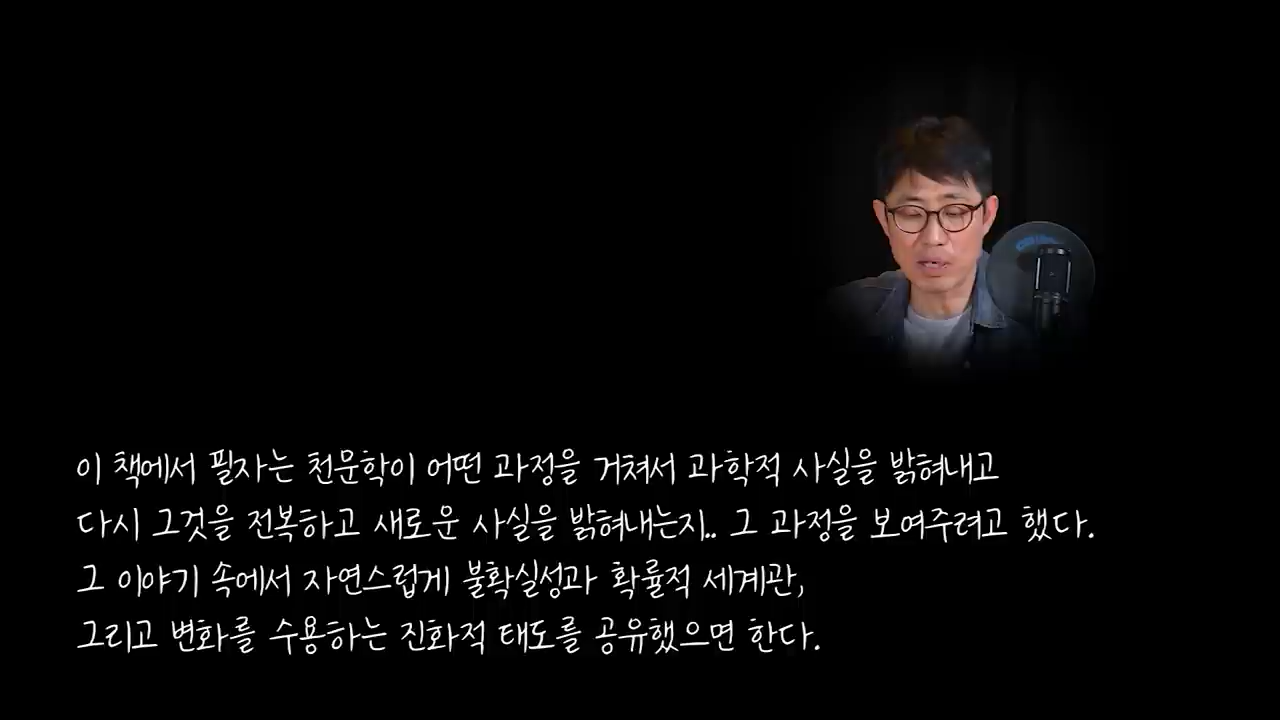 이 책에서 필자는 천문학이 어떤 과정을 거쳐서 과학적 사실을 밝혀내고
다시 그것을 전복하고 새로운 사실을 밝혀내는지.. 그 과정을 보여주려고 했다.
그 이야기 속에서 자연스럽게 불확실성과 확률적 세계관,
그리고 변화를 수용하는 진화적 태도를 공유했으면 한다.